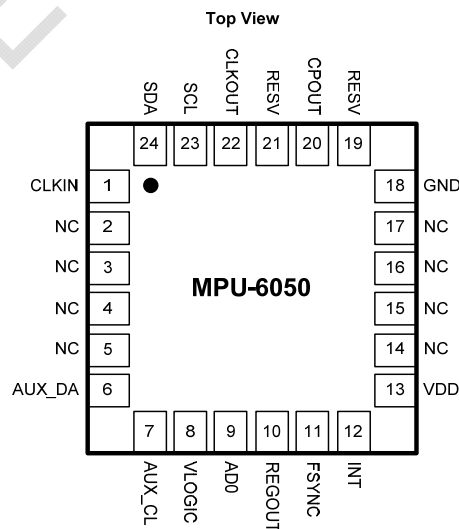 Top View
SDA
SCL
CLKOUT
RESV
CPOUT
RESV
24
23
22
21
20
19
CLKIN 1
18 GND
NC 2
17 NC
NC 3
16 NC
MPU-6050
NC 4
15 NC
NC 5
14 NC
AUX_DA 6
13 VDD
7
8
9
10
11
12
AUX_CL
VLOGIC
AD0
REGOUT
FSYNC
INT